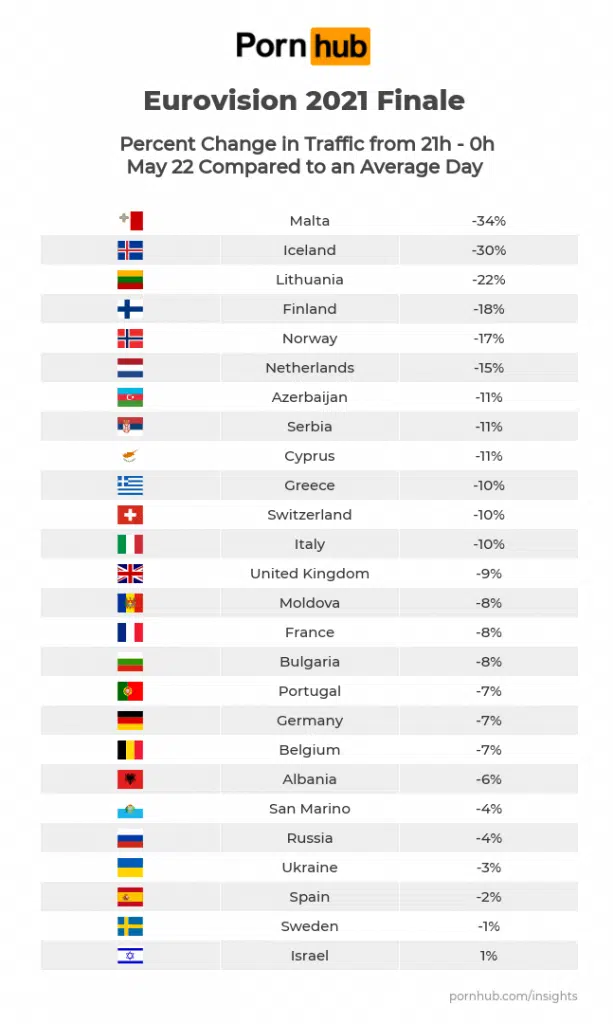 Porn hub
Eurovision 2021 Finale
Percent Change in Traffic from 21h - 0h
May 22 Compared to an Average Day
Malta -34%
Iceland -30%
Lithuania -22%
Finland -18%
Norway -17%
Netherlands -15%
Azerbaijan -11%
Serbia -11%
Cyprus -11%
Greece -10%
Switzerland -10%
Italy -10%
United Kingdom -9%
Moldova -8%
France -8%
Bulgaria -8%
Portugal -7%
Germany -7%
Belgium -7%
Albania -6%
San Marino -4%
Russia -4%
Ukraine -3%
Spain -2%
Sweden -1%
Israel 1%
pornhub.com/insights